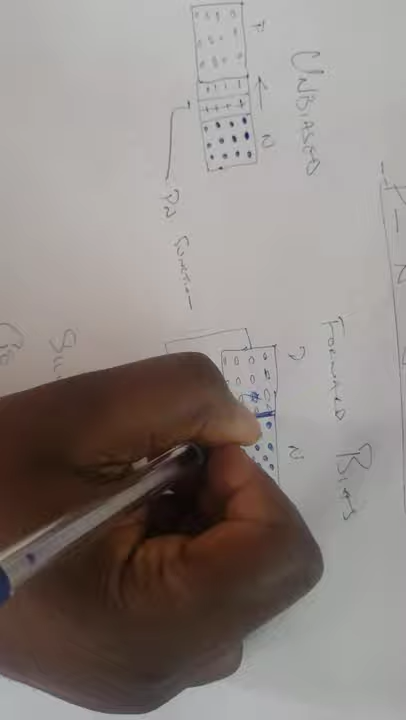 P - N
UNBIASED
P N
PN JUNCTION
FORWARD BIAS
P N